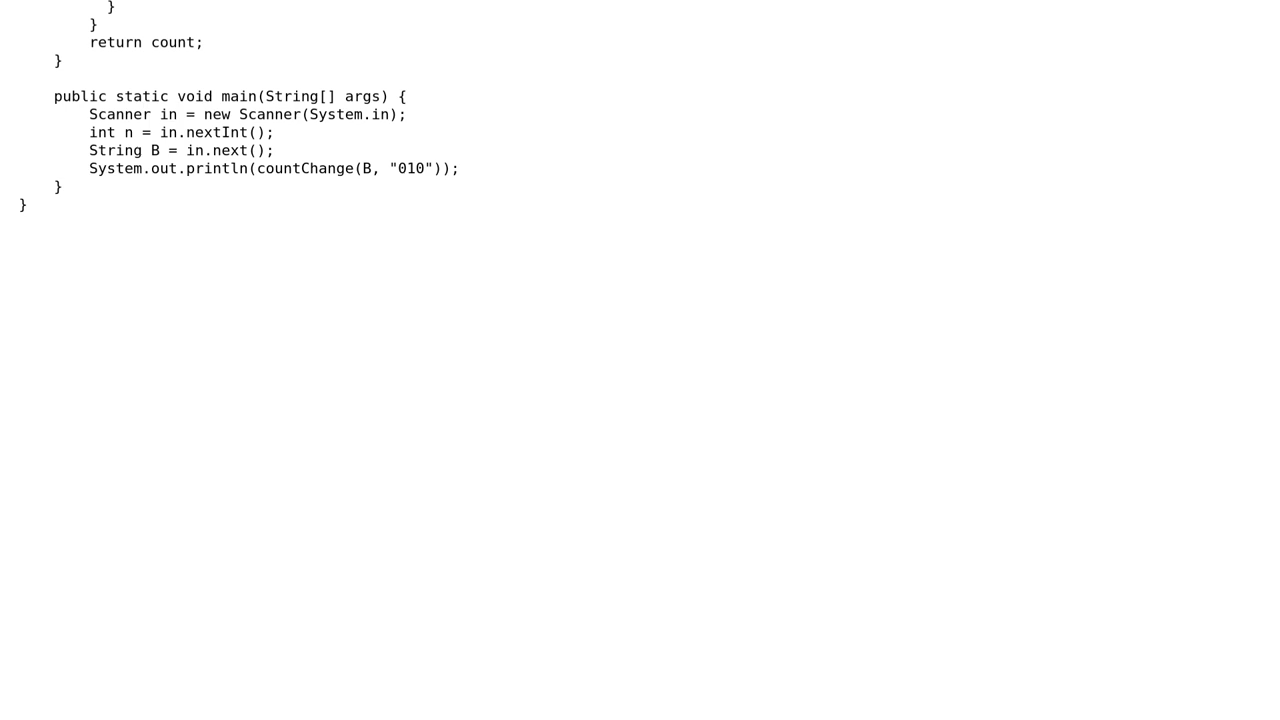 }
        }
        return count;
    }

    public static void main(String[] args) {
        Scanner in = new Scanner(System.in);
        int n = in.nextInt();
        String B = in.next();
        System.out.println(countChange(B, "010"));
    }
}